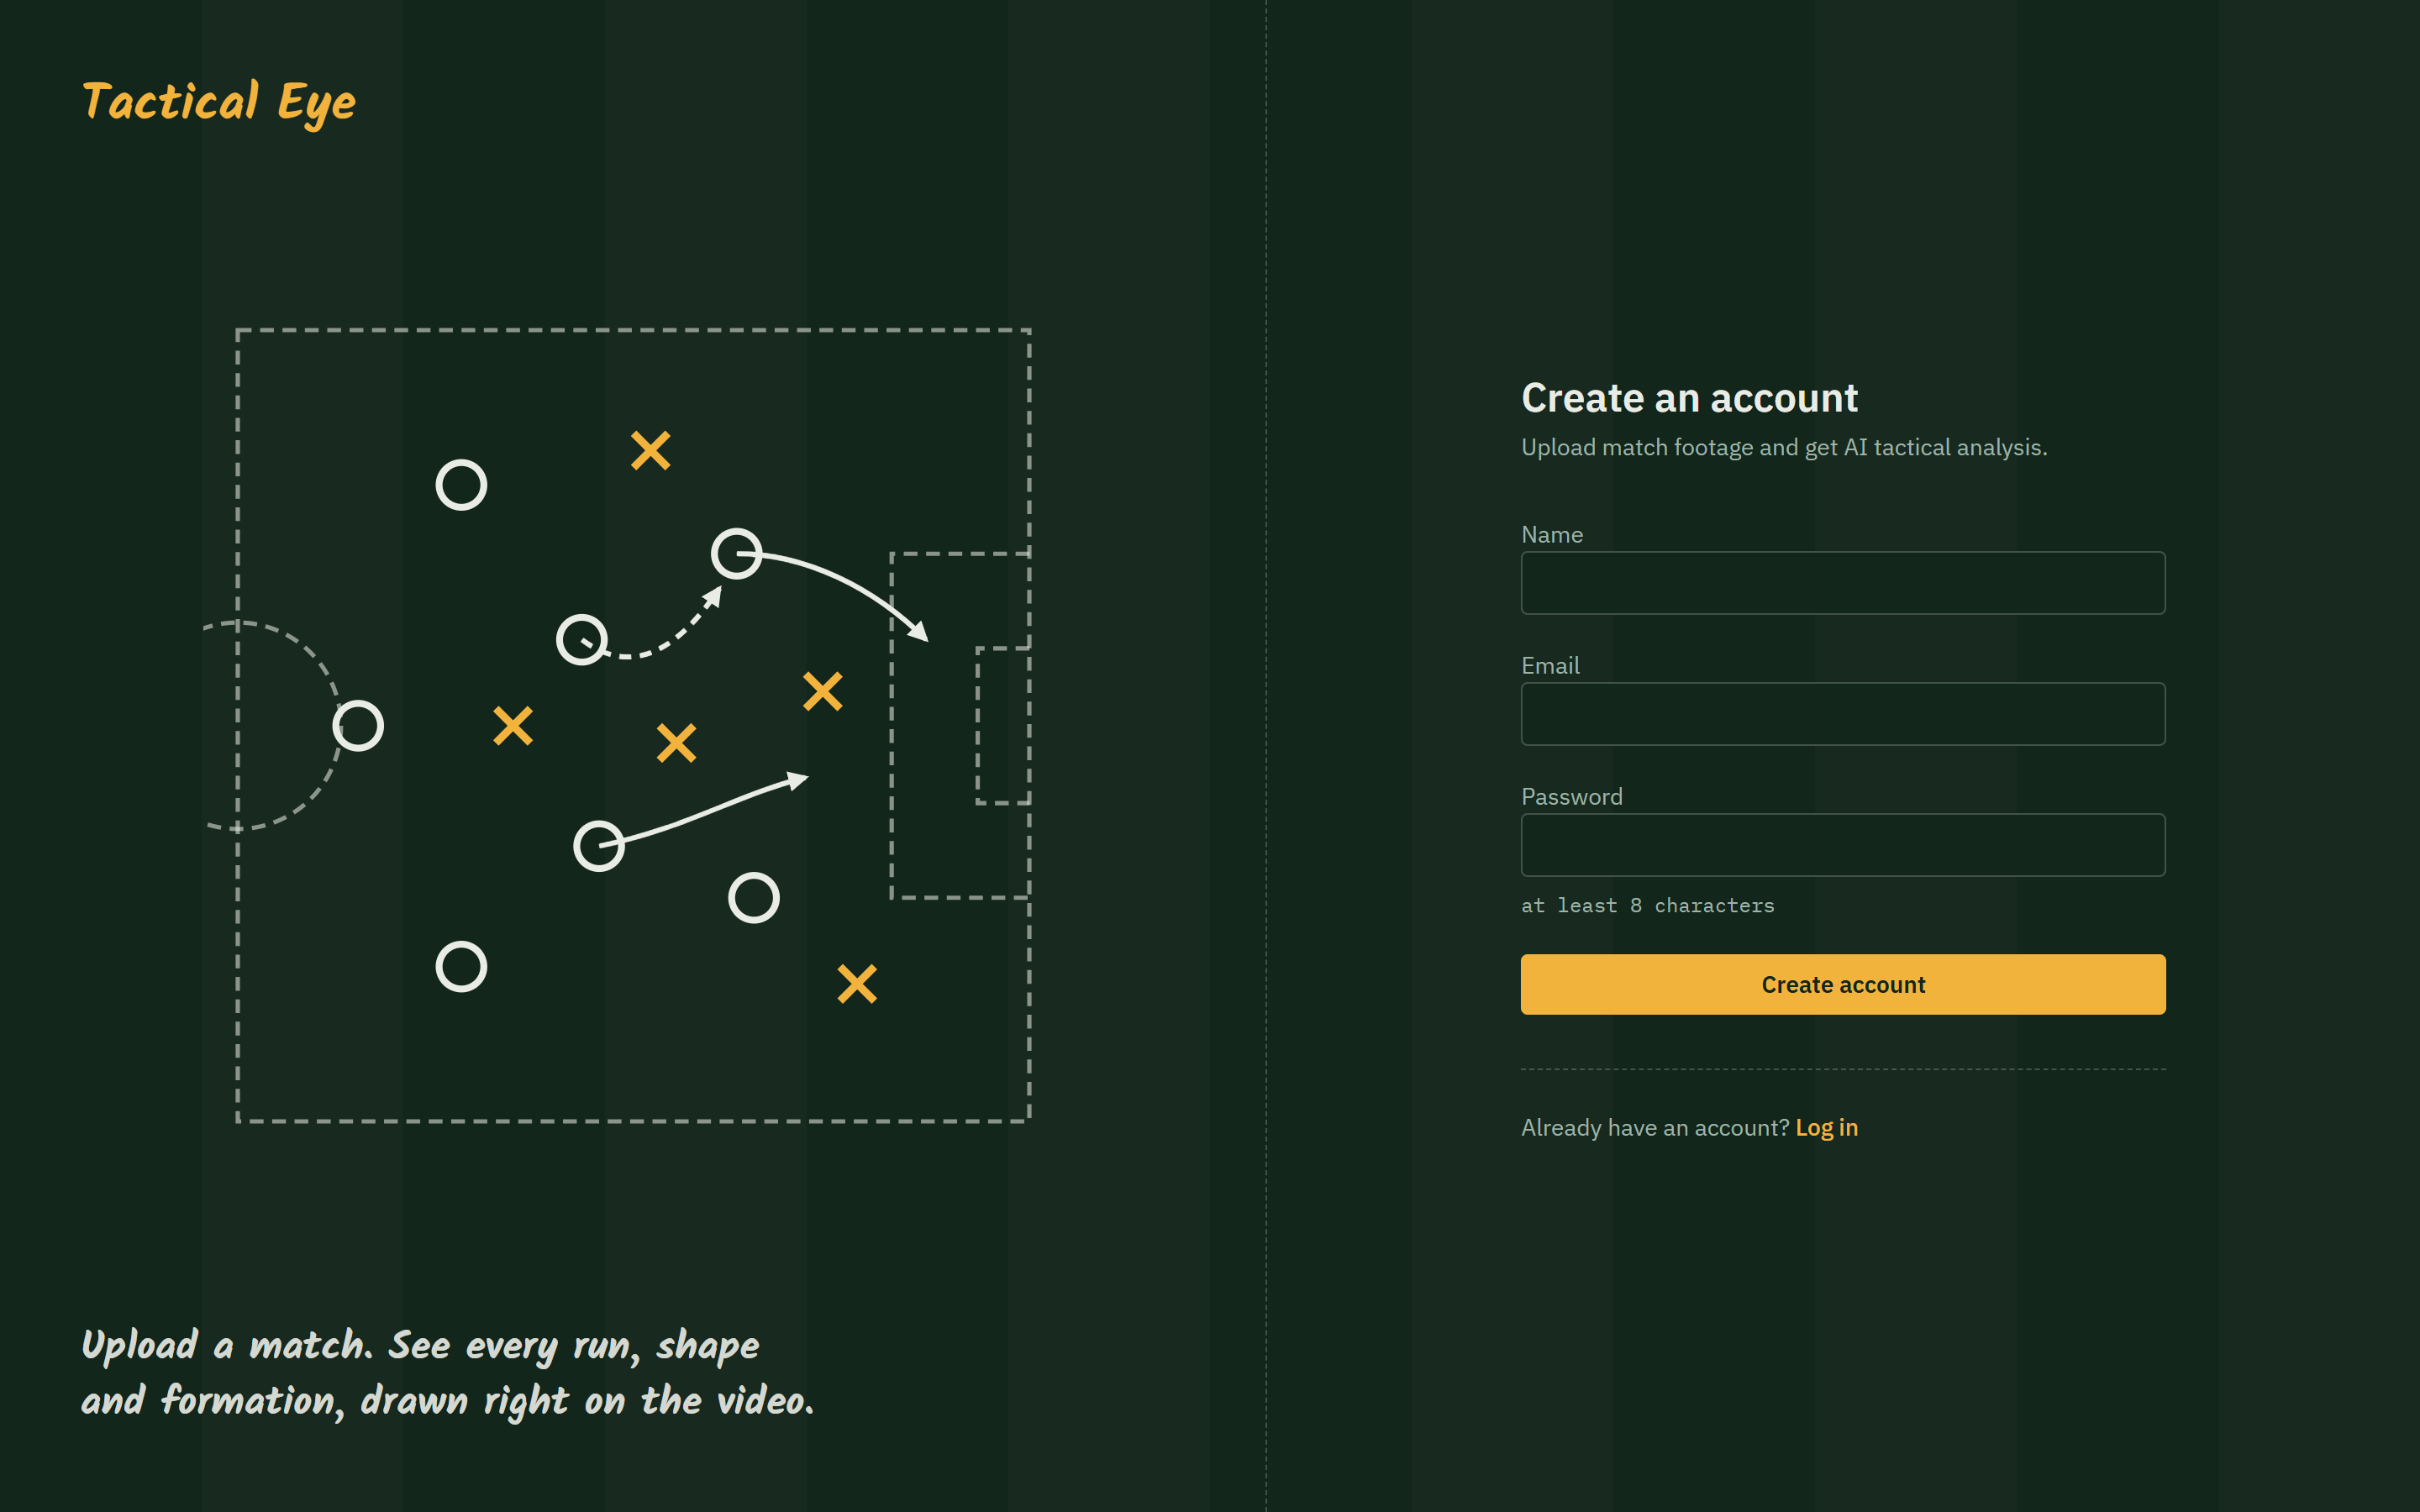 Tactical Eye
Upload a match. See every run, shape
and formation, drawn right on the video.
Create an account
Upload match footage and get AI tactical analysis.
Name
Email
Password
at least 8 characters
Create account
Already have an account? Log in